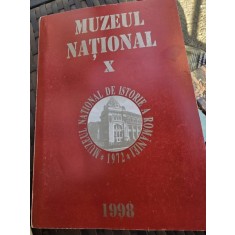 MUZEUL
NAȚIONAL
X
MUZEUL NAȚIONAL DE ISTORIE A ROMÂNIEI
1972
1998